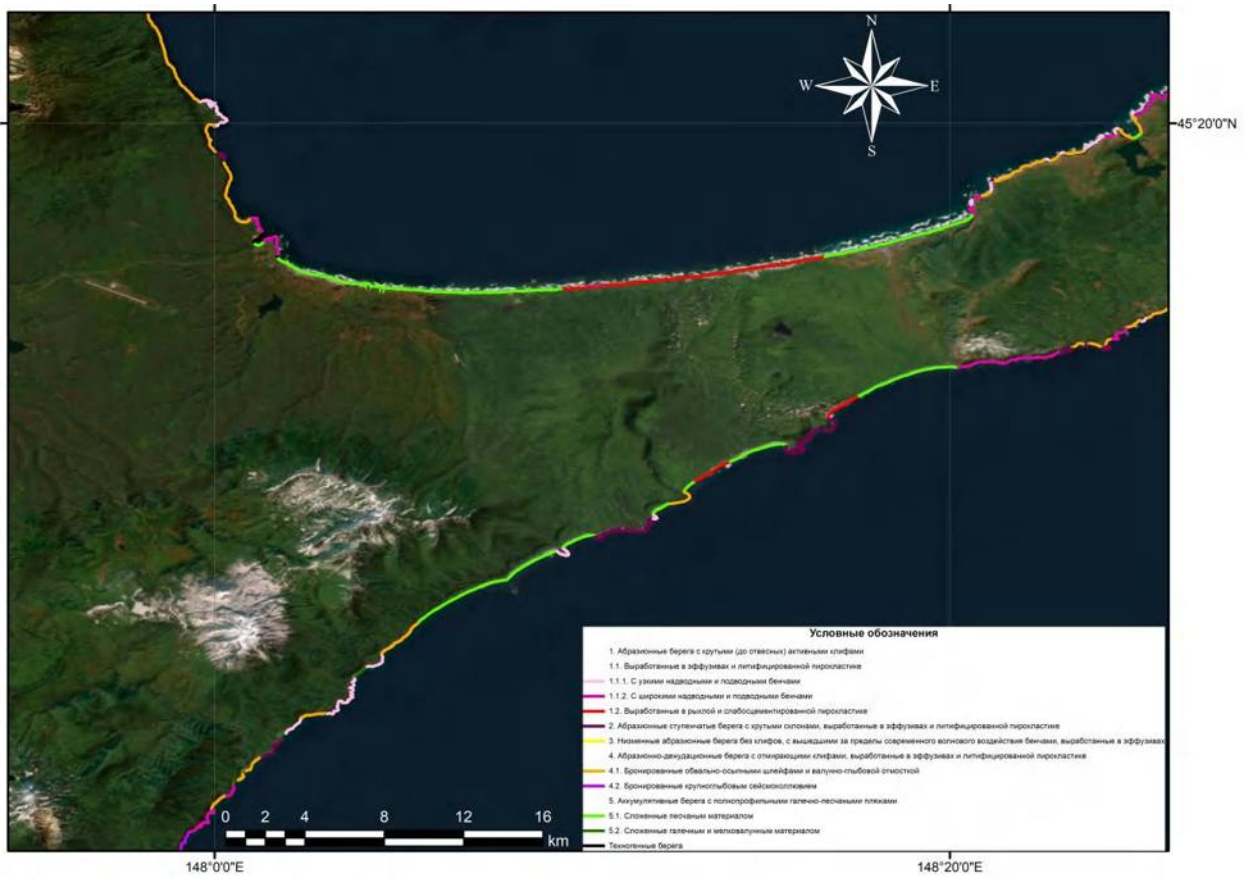 N
W E
S
45°20'0"N
Условные обозначения
1. Абразионные берега с крутыми (до отвесных) активными клифами
1.1. Выработанные в эффузивах и литифицированной пирокластике
1.1.1. С узкими надводными и подводными бенчами
1.1.2. С широкими надводными и подводными бенчами
1.2. Выработанные в рыхлой и слабосцементированной пирокластике
2. Абразионные ступенчатые берега с крутыми склонами, выработанные в эффузивах и литифицированной пирокластике
3. Низменные абразионные берега без клифов, с вышедшими за пределы современного волнового воздействия бенчами, выработанные в эффузивах
4. Абразионно-денудационные берега с отмирающими клифами, выработанные в эффузивах и литифицированной пирокластике
4.1. Бронированные обвально-осыпными шлейфами и валунно-глыбовой отмосткой
4.2. Бронированные крупноглыбовым сейсмоколлювием
5. Аккумулятивные берега с полнопрофильными галечно-песчаными пляжами
5.1. Сложенные песчаным материалом
5.2. Сложенные галечным и мелковалунным материалом
Техногенные берега
0 2 4 8 12 16
km
148°0'0"E 148°20'0"E